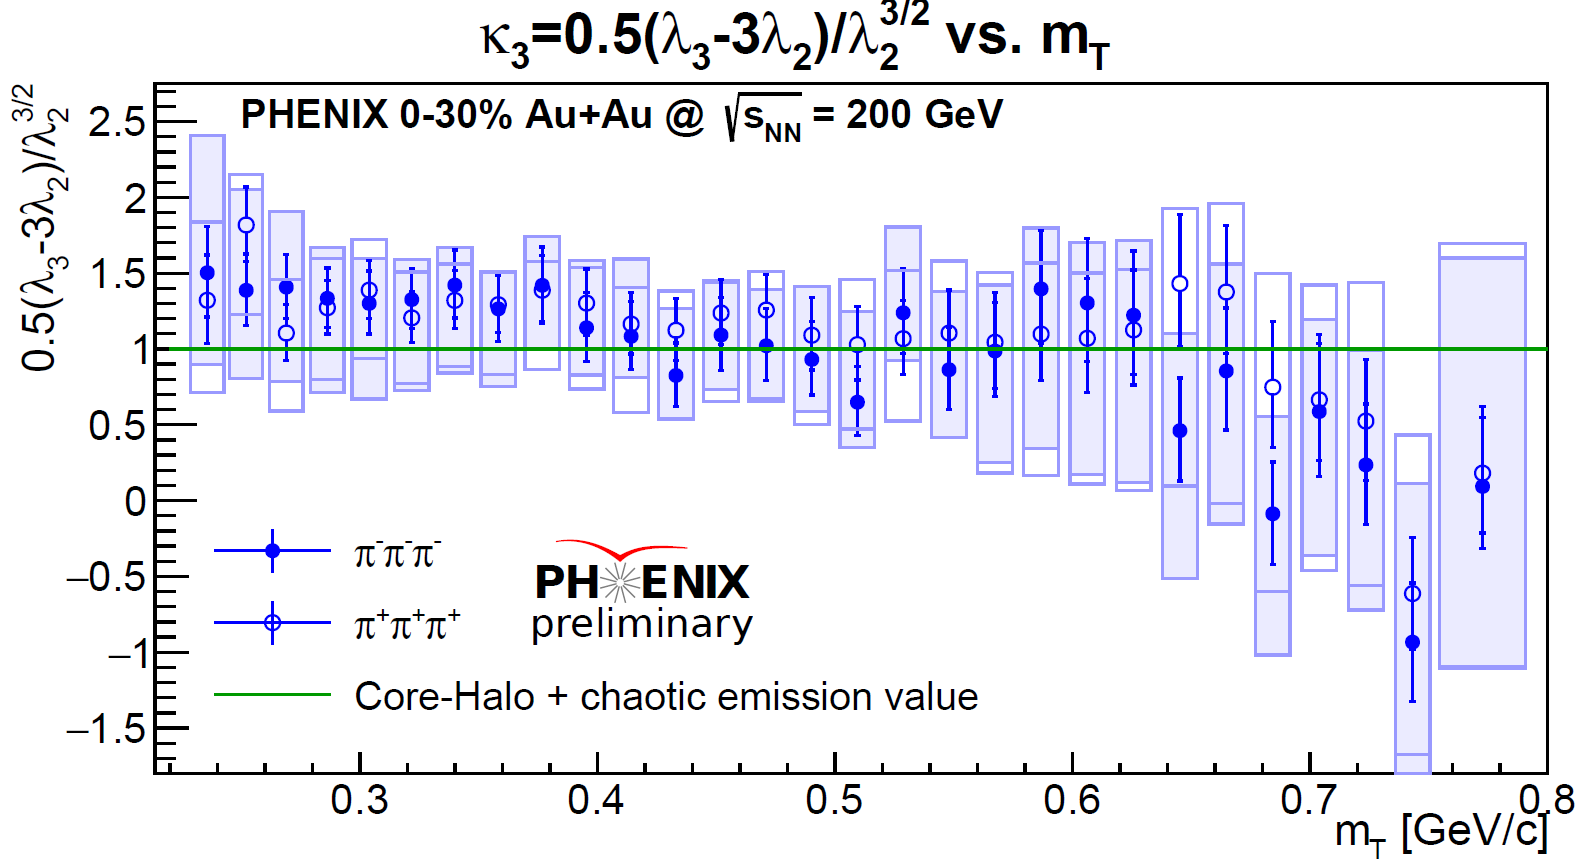 κ₃=0.5(λ₃-3λ₂)/λ₂^3/2 vs. m_T
0.5(λ₃-3λ₂)/λ₂^3/2
PHENIX 0-30% Au+Au @ √s_NN = 200 GeV
2.5
2
1.5
1
0.5
0
−0.5
−1
−1.5
π⁻π⁻π⁻
π⁺π⁺π⁺
Core-Halo + chaotic emission value
PHENIX
preliminary
0.3 0.4 0.5 0.6 0.7 0.8
m_T [GeV/c]